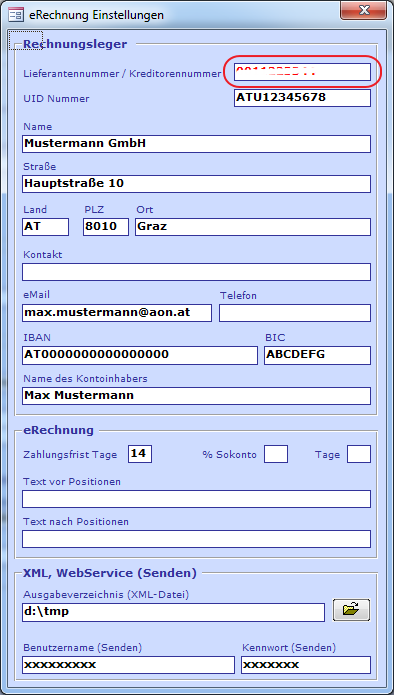 eRechnung Einstellungen
Rechnungsleger
Lieferantennummer / Kreditorennummer
UID Nummer ATU12345678
Name
Mustermann GmbH
Straße
Hauptstraße 10
Land PLZ Ort
AT 8010 Graz
Kontakt
eMail Telefon
max.mustermann@aon.at
IBAN BIC
AT0000000000000000 ABCDEFG
Name des Kontoinhabers
Max Mustermann
eRechnung
Zahlungsfrist Tage 14 % Sokonto Tage
Text vor Positionen
Text nach Positionen
XML, WebService (Senden)
Ausgabeverzeichnis (XML-Datei)
d:\tmp
Benutzername (Senden) Kennwort (Senden)
xxxxxxxxx xxxxxxx